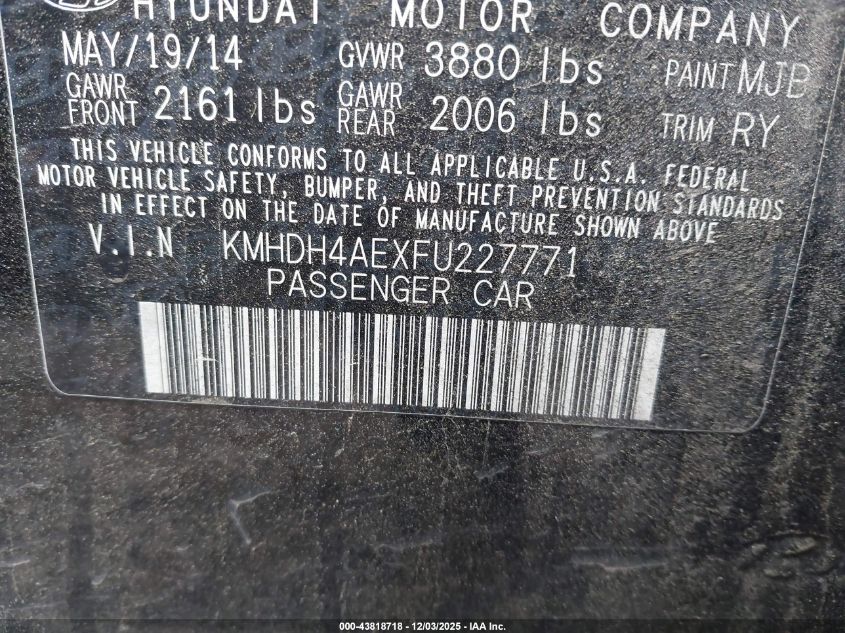 HYUNDAI MOTOR COMPANY
MAY/19/14 GVWR 3880 lbs PAINT MJB
GAWR FRONT 2161 lbs GAWR REAR 2006 lbs TRIM RY
THIS VEHICLE CONFORMS TO ALL APPLICABLE U.S.A. FEDERAL
MOTOR VEHICLE SAFETY, BUMPER, AND THEFT PREVENTION STANDARDS
IN EFFECT ON THE DATE OF MANUFACTURE SHOWN ABOVE
V.I.N KMHDH4AEXFU227771
PASSENGER CAR
000-43818718 - 12/03/2025 - IAA Inc.